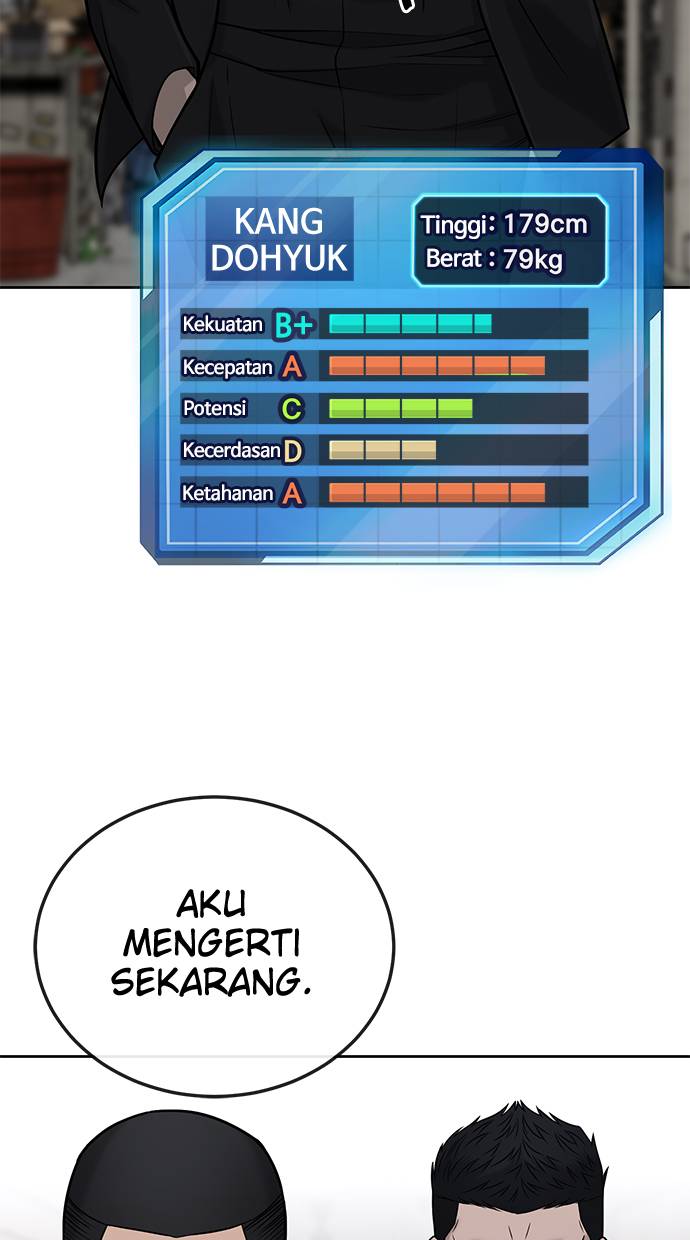 KANG
DOHYUK
Tinggi: 179cm
Berat : 79kg
Kekuatan B+
Kecepatan A
Potensi C
Kecerdasan D
Ketahanan A
AKU
MENGERTI
SEKARANG.